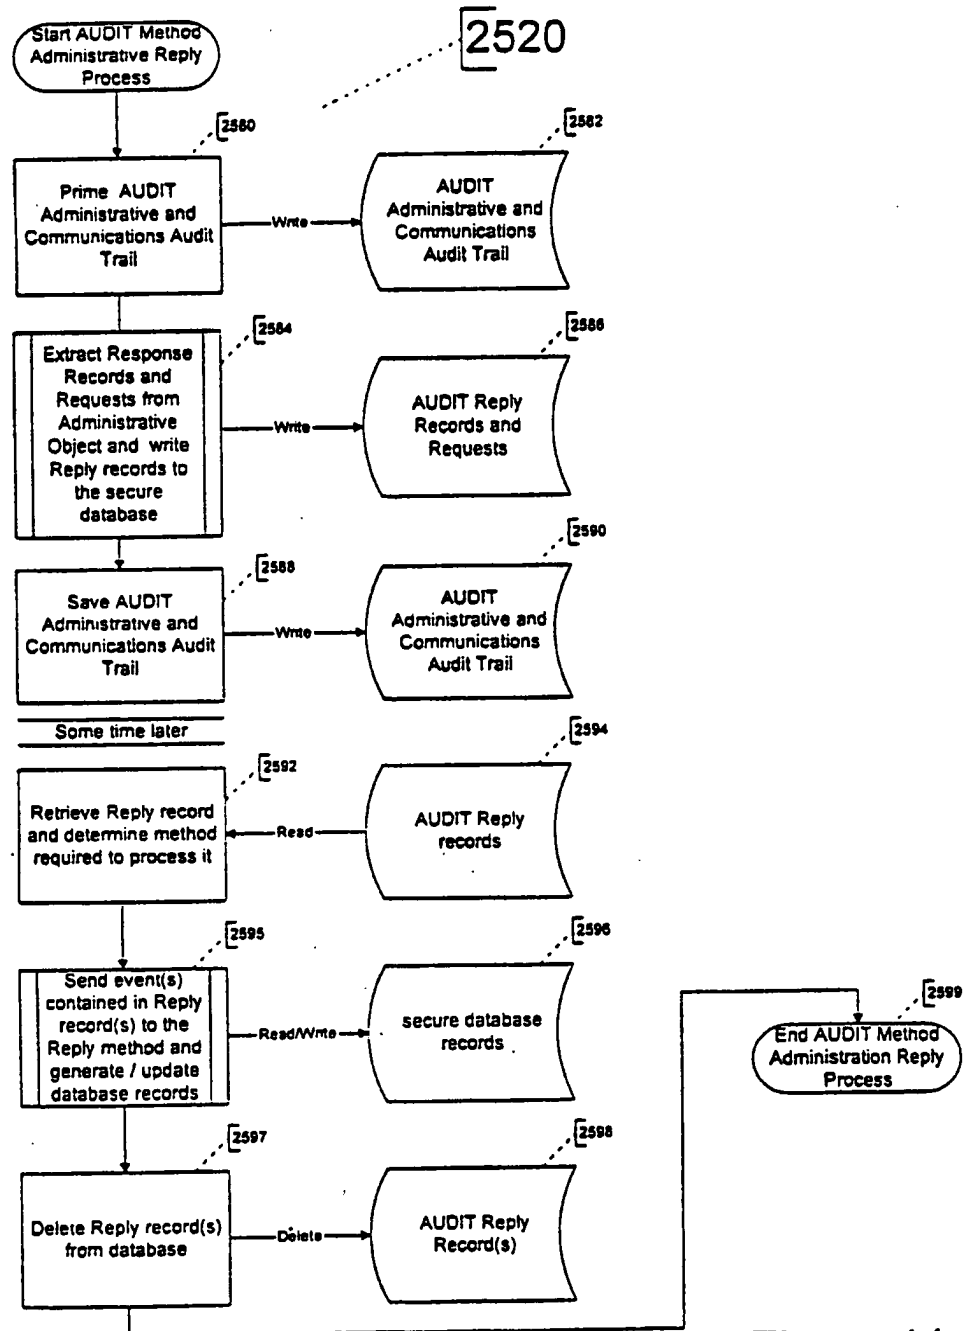 Start AUDIT Method
Administrative Reply
Process
2520
2580
2582
Prime AUDIT
Administrative and
Communications Audit
Trail
Write
AUDIT
Administrative and
Communications
Audit Trail
2584
2586
Extract Response
Records and
Requests from
Administrative
Object and write
Reply records to
the secure
database
Write
AUDIT Reply
Records and
Requests
2588
2590
Save AUDIT
Administrative and
Communications Audit
Trail
Write
AUDIT
Administrative and
Communications
Audit Trail
Some time later
2592
2594
Retrieve Reply record
and determine method
required to process it
Read
AUDIT Reply
records
2595
2596
Send event(s)
contained in Reply
record(s) to the
Reply method and
generate / update
database records
Read/Write
secure database
records
2599
End AUDIT Method
Administration Reply
Process
2597
2598
Delete Reply record(s)
from database
Delete
AUDIT Reply
Record(s)